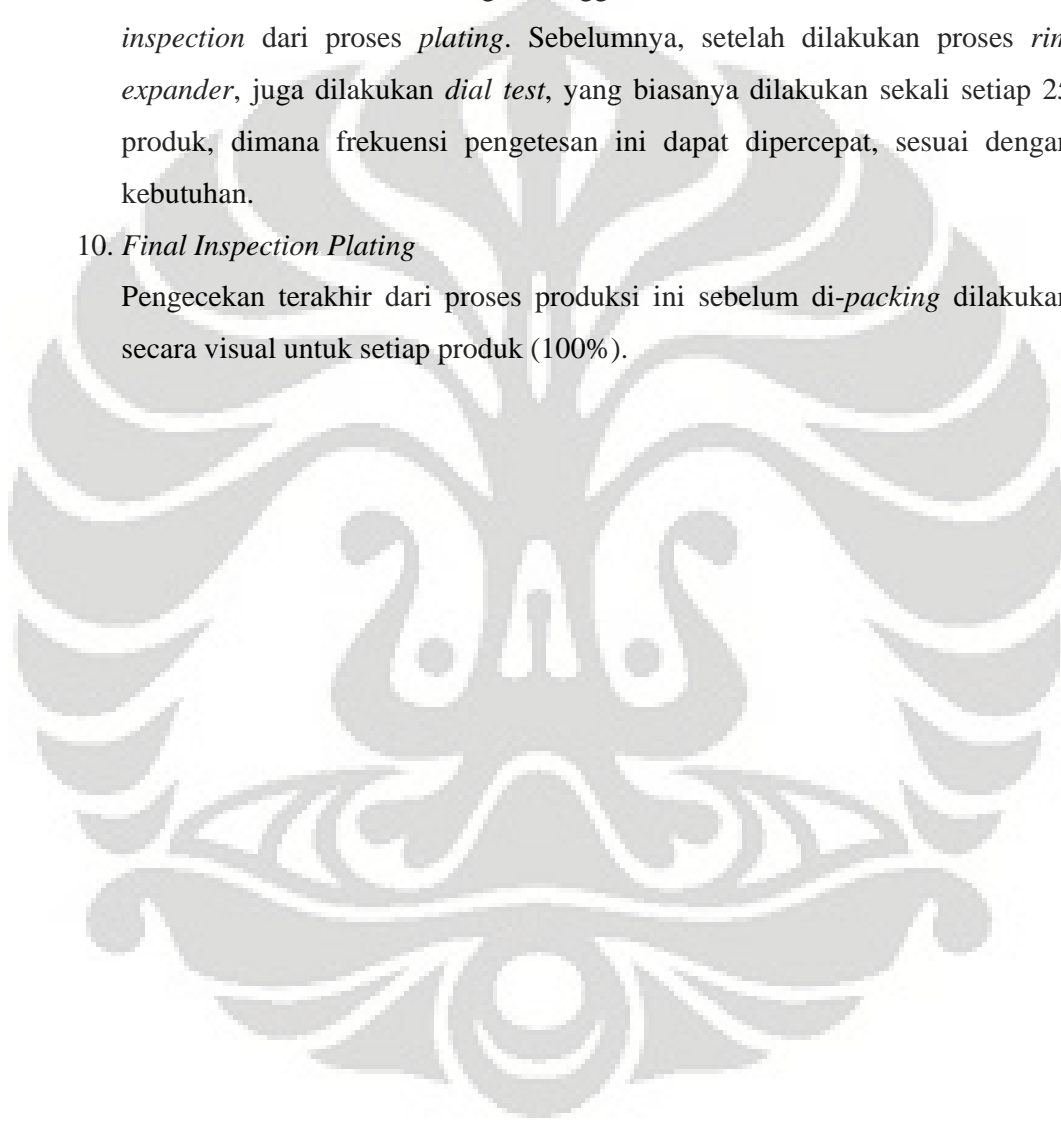 inspection dari proses plating. Sebelumnya, setelah dilakukan proses
expander, juga dilakukan dial test, yang biasanya dilakukan sekali setiap
produk, dimana frekuensi pengetesan ini dapat dipercepat, sesuai
kebutuhan.
10. Final Inspection Plating
Pengecekan terakhir dari proses produksi ini sebelum di-packing
secara visual untuk setiap produk (100%).